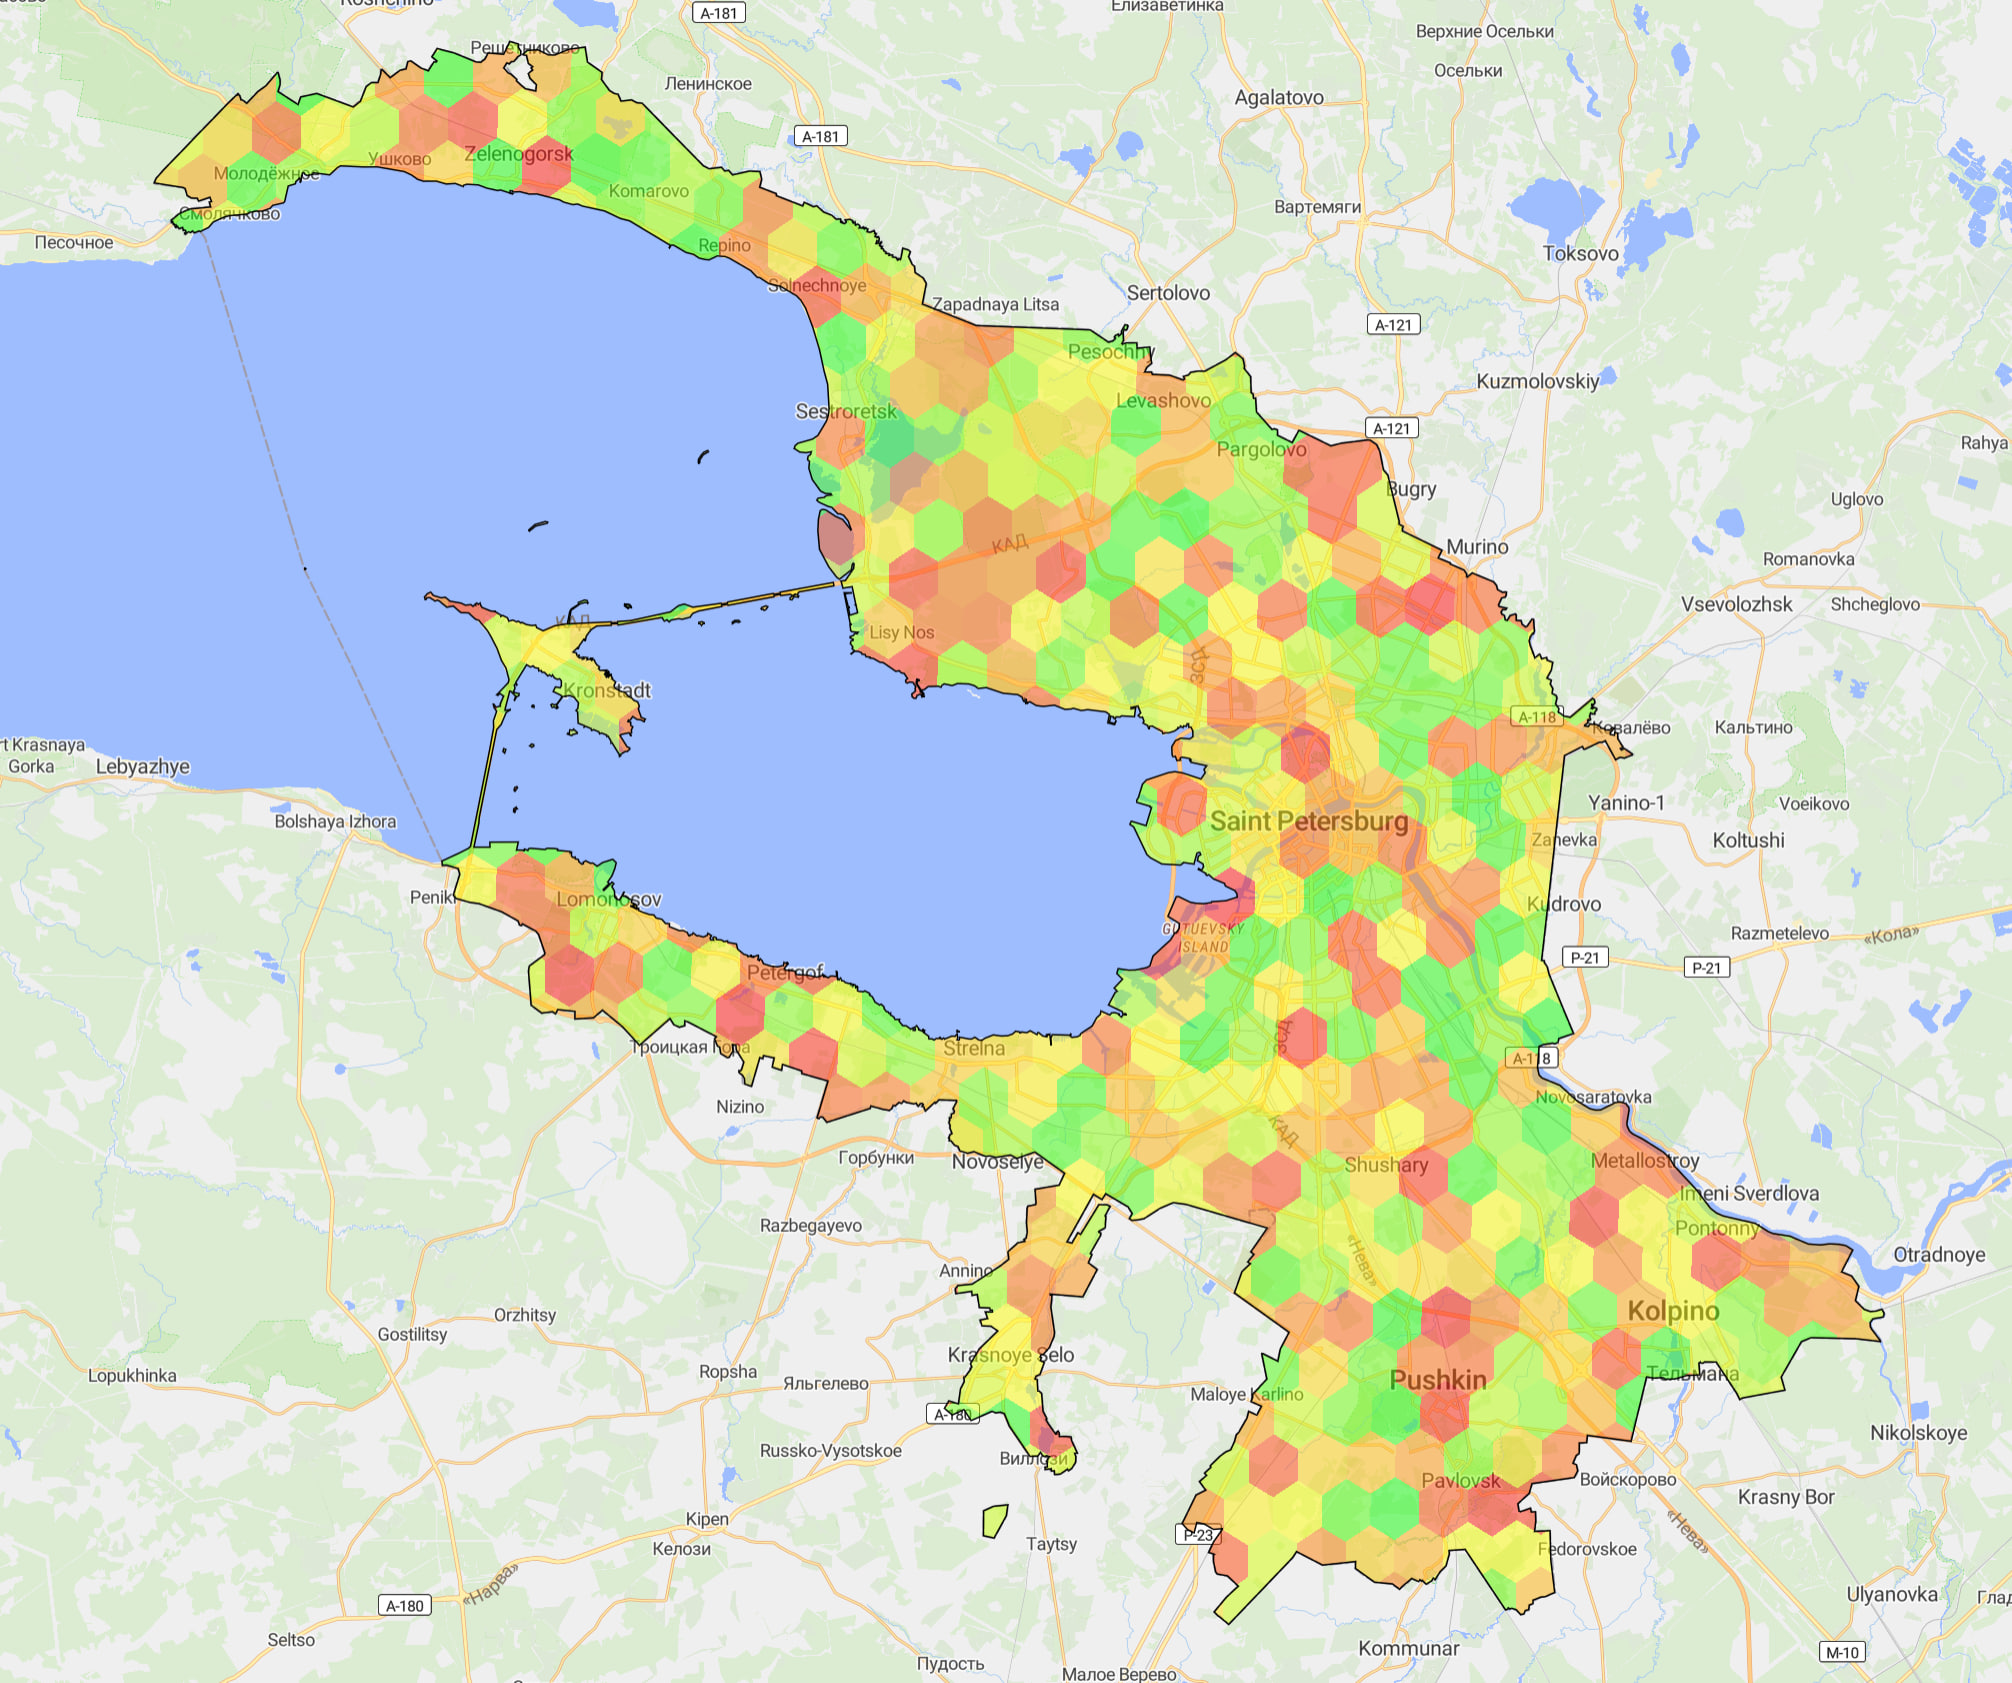 Елизаветинка
A-181
Верхние Осельки
Решетниково
Осельки
Ленинское
Agalatovo
A-181
Ушково
Zelenogorsk
Молодёжное
Komarovo
Вартемяги
Смолячково
Песочное
Repino
Toksovo
Solnechnoye
Sertolovo
Zapadnaya Litsa
A-121
Pesochny
Kuzmolovskiy
Levashovo
Sestroretsk
A-121
Rahya
Pargolovo
Bugry
Uglovo
КАД
Murino
Romanovka
Vsevolozhsk
Shcheglovo
КАД
Lisy Nos
ЗСД
Kronstadt
A-118
Ковалёво
Кальтино
rt Krasnaya
Gorka
Lebyazhye
Yanino-1
Voeikovo
Bolshaya Izhora
Saint Petersburg
Zanevka
Koltushi
Peniki
Lomonosov
Kudrovo
GUTUEVSKY
ISLAND
Razmetelevo
«Кола»
P-21
P-21
Petergof
ЗСД
Троицкая Гора
Strelna
A-118
Novosaratovka
Nizino
КАД
Горбунки
Novoselye
Shushary
Metallostroy
Imeni Sverdlova
Razbegayevo
Pontonny
Otradnoye
«Нева»
Annino
Orzhitsy
Kolpino
Gostilitsy
Krasnoye Selo
Lopukhinka
Ropsha
Яльгелево
Maloye Karlino
Pushkin
Тельмана
A-180
Nikolskoye
Russko-Vysotskoe
Виллози
Pavlovsk
Войскорово
Krasny Bor
Kipen
P-23
«Нева»
Келози
Taytsy
Fedorovskoe
«Нарва»
A-180
Ulyanovka
Seltso
Kommunar
M-10
Пудость
Малое Верево